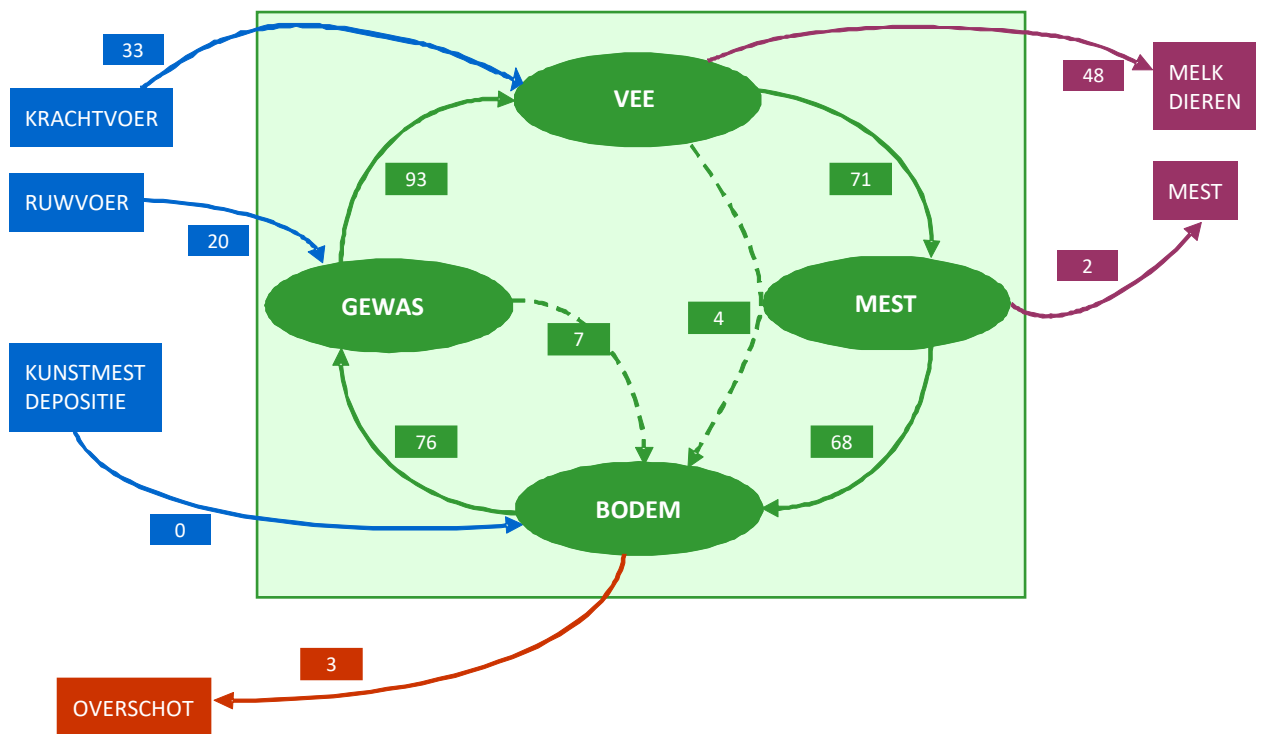 33
VEE
48
MELK
DIEREN
KRACHTVOER
93
71
MEST
RUWVOER
20
2
GEWAS
MEST
7
4
KUNSTMEST
DEPOSITIE
76
68
BODEM
0
3
OVERSCHOT